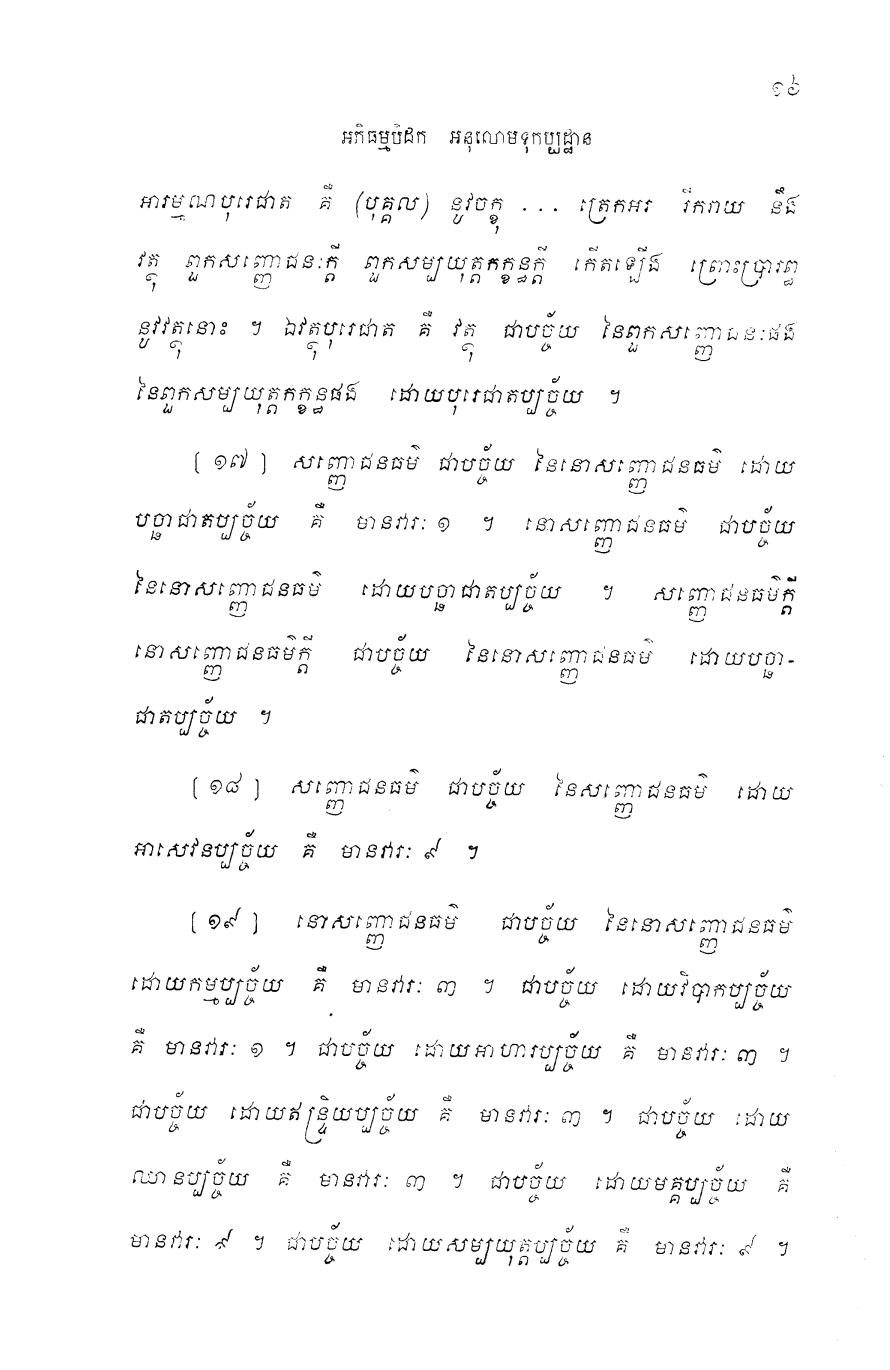 ១៦
អភិធម្មបិដក អនុលោមទុកប្បដ្ឋាន
អារម្មណបុរេជាត គឺ (បុគ្គល) នូវចក្ខុ ... ត្រេកអរ រីករាយ នឹង
វត្ថុ ពួកសញ្ញោជនៈក្តី ពួកសម្បយុត្តកក្ខន្ធក្តី កើតឡើង ព្រោះប្រារព្ធ
នូវវត្ថុនោះ ។ ឯវត្ថុបុរេជាត គឺ វត្ថុ ជាបច្ច័យ នៃពួកសញ្ញោជនៈផង
នៃពួកសម្បយុត្តកក្ខន្ធផង ដោយបុរេជាតប្បច្ច័យ ។
[ ១៧ ] សញ្ញោជនធម៌ ជាបច្ច័យ នៃនោសញ្ញោជនធម៌ ដោយ
បច្ឆាជាតប្បច្ច័យ គឺ មានវារៈ ១ ។ នោសញ្ញោជនធម៌ ជាបច្ច័យ
នៃនោសញ្ញោជនធម៌ ដោយបច្ឆាជាតប្បច្ច័យ ។ សញ្ញោជនធម៌ក្តី
នោសញ្ញោជនធម៌ក្តី ជាបច្ច័យ នៃនោសញ្ញោជនធម៌ ដោយបច្ឆា-
ជាតប្បច្ច័យ ។
[ ១៨ ] សញ្ញោជនធម៌ ជាបច្ច័យ នៃសញ្ញោជនធម៌ ដោយ
អាសេវនប្បច្ច័យ គឺ មានវារៈ ៩ ។
[ ១៩ ] នោសញ្ញោជនធម៌ ជាបច្ច័យ នៃនោសញ្ញោជនធម៌
ដោយកម្មប្បច្ច័យ គឺ មានវារៈ ៣ ។ ជាបច្ច័យ ដោយវិបាកប្បច្ច័យ
គឺ មានវារៈ ១ ។ ជាបច្ច័យ ដោយអាហារប្បច្ច័យ គឺ មានវារៈ ៣ ។
ជាបច្ច័យ ដោយឥន្ទ្រិយប្បច្ច័យ គឺ មានវារៈ ៣ ។ ជាបច្ច័យ ដោយ
ឈានប្បច្ច័យ គឺ មានវារៈ ៣ ។ ជាបច្ច័យ ដោយមគ្គប្បច្ច័យ គឺ
មានវារៈ ៩ ។ ជាបច្ច័យ ដោយសម្បយុត្តប្បច្ច័យ គឺ មានវារៈ ៩ ។